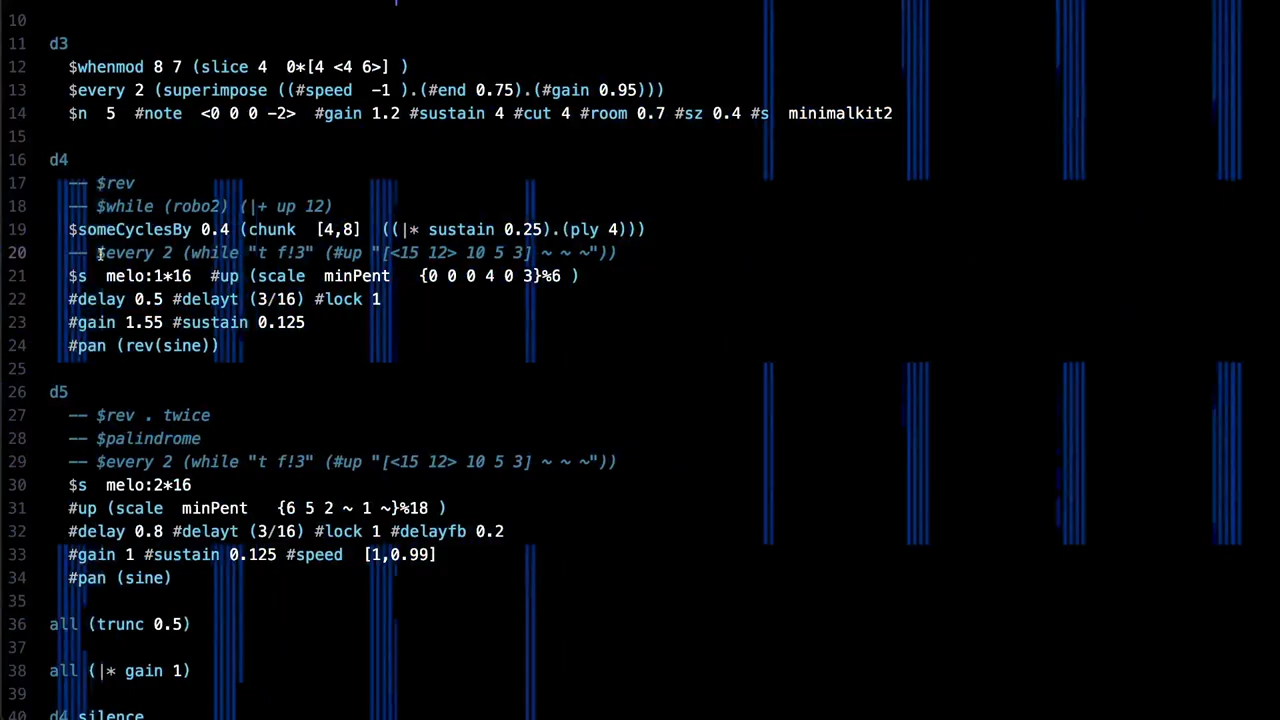 10
11 d3
12 $whenmod 8 7 (slice 4 0*[4 <4 6>] )
13 $every 2 (superimpose ((#speed -1 ).(#end 0.75).(#gain 0.95)))
14 $n 5 #note <0 0 0 -2> #gain 1.2 #sustain 4 #cut 4 #room 0.7 #sz 0.4 #s minimalkit2
15
16 d4
17 -- $rev
18 -- $while (robo2) (|+ up 12)
19 $someCyclesBy 0.4 (chunk [4,8] ((|* sustain 0.25).(ply 4)))
20 -- $every 2 (while "t f!3" (#up "[<15 12> 10 5 3] ~ ~ ~"))
21 $s melo:1*16 #up (scale minPent {0 0 0 4 0 3}%6 )
22 #delay 0.5 #delayt (3/16) #lock 1
23 #gain 1.55 #sustain 0.125
24 #pan (rev(sine))
25
26 d5
27 -- $rev . twice
28 -- $palindrome
29 -- $every 2 (while "t f!3" (#up "[<15 12> 10 5 3] ~ ~ ~"))
30 $s melo:2*16
31 #up (scale minPent {6 5 2 ~ 1 ~}%18 )
32 #delay 0.8 #delayt (3/16) #lock 1 #delayfb 0.2
33 #gain 1 #sustain 0.125 #speed [1,0.99]
34 #pan (sine)
35
36 all (trunc 0.5)
37
38 all (|* gain 1)
39
40 d4 silence